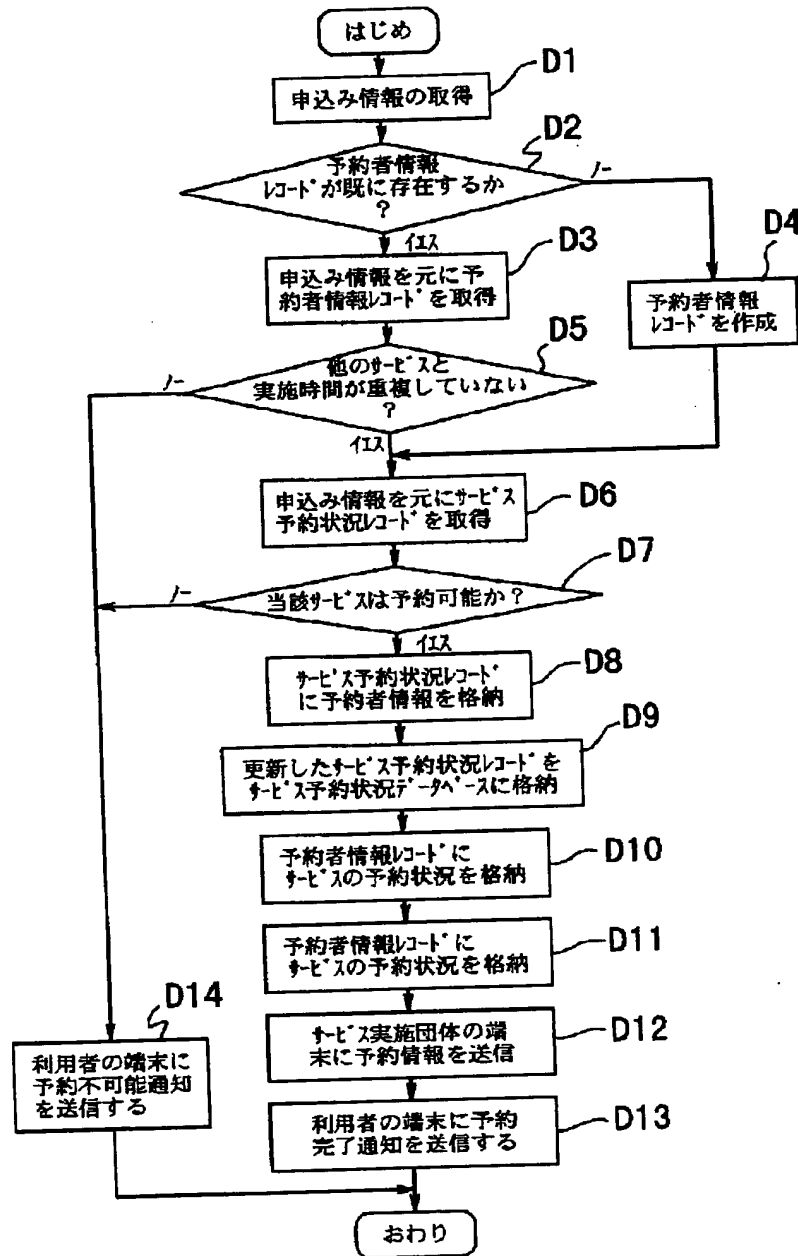 はじめ
D1
申込み情報の取得
D2
予約者情報
ﾚｺｰﾄﾞが既に存在するか
?
ノー
イエス
D3
申込み情報を元に予
約者情報ﾚｺｰﾄﾞを取得
D4
予約者情報
ﾚｺｰﾄﾞを作成
D5
他のｻｰﾋﾞｽと
実施時間が重複していない
?
ノー
イエス
D6
申込み情報を元にｻｰﾋﾞｽ
予約状況ﾚｺｰﾄﾞを取得
D7
当該ｻｰﾋﾞｽは予約可能か?
ノー
イエス
D8
ｻｰﾋﾞｽ予約状況ﾚｺｰﾄﾞ
に予約者情報を格納
D9
更新したｻｰﾋﾞｽ予約状況ﾚｺｰﾄﾞを
ｻｰﾋﾞｽ予約状況ﾃﾞｰﾀﾍﾞｰｽに格納
D10
予約者情報ﾚｺｰﾄﾞに
ｻｰﾋﾞｽの予約状況を格納
D11
予約者情報ﾚｺｰﾄﾞに
ｻｰﾋﾞｽの予約状況を格納
D12
ｻｰﾋﾞｽ実施団体の端
末に予約情報を送信
D13
利用者の端末に予約
完了通知を送信する
D14
利用者の端末に
予約不可能通知
を送信する
おわり